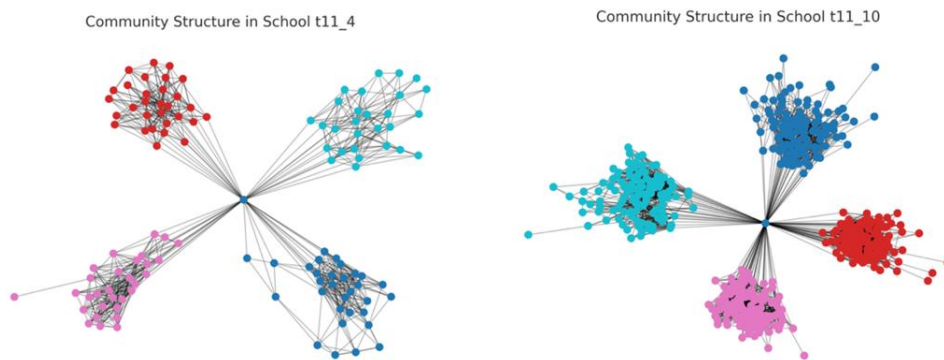 Community Structure in School t11_4
Community Structure in School t11_10